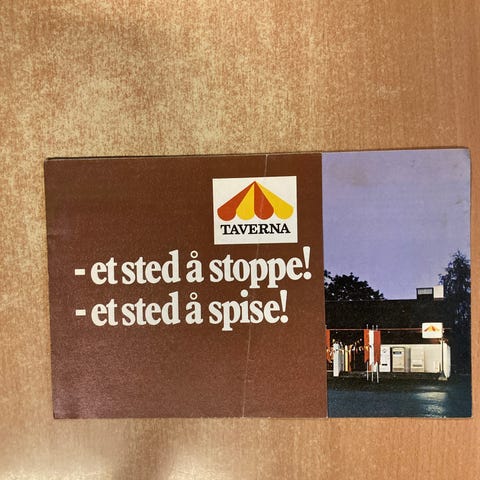 TAVERNA
- et sted å stoppe!
- et sted å spise!